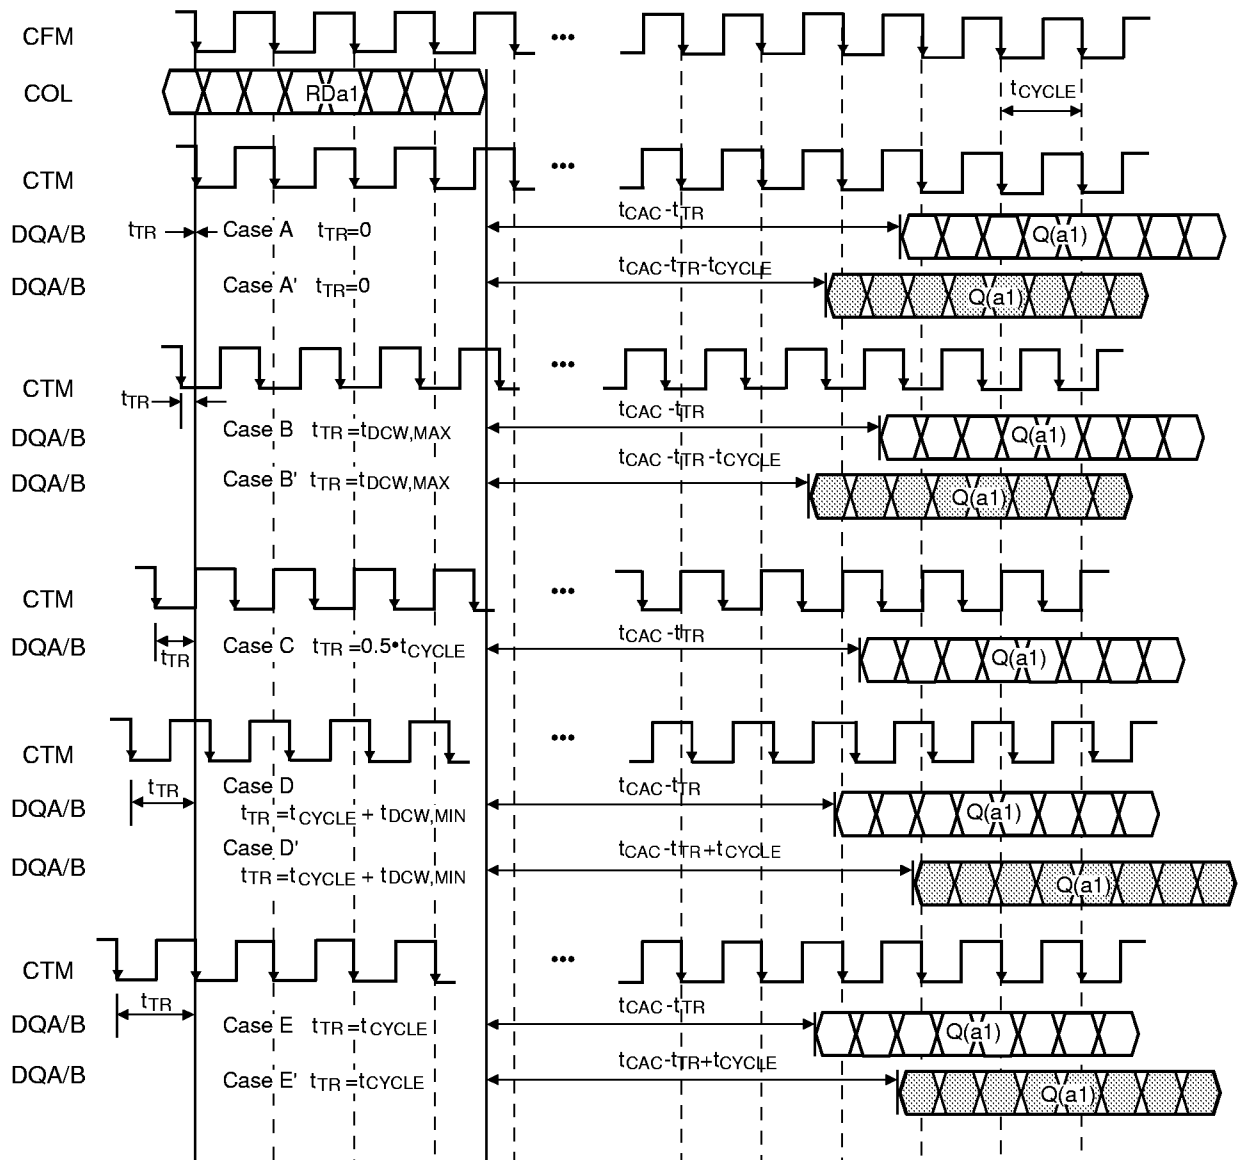 CFM •••
COL RDa1 tCYCLE
CTM •••
DQA/B tTR Case A tTR=0 tCAC-tTR Q(a1)
DQA/B Case A' tTR=0 tCAC-tTR-tCYCLE Q(a1)
CTM •••
tTR
DQA/B Case B tTR=tDCW,MAX tCAC-tTR Q(a1)
DQA/B Case B' tTR=tDCW,MAX tCAC-tTR-tCYCLE Q(a1)
CTM •••
DQA/B tTR Case C tTR=0.5•tCYCLE tCAC-tTR Q(a1)
CTM •••
DQA/B tTR Case D tCAC-tTR Q(a1)
tTR=tCYCLE + tDCW,MIN
DQA/B Case D' tCAC-tTR+tCYCLE Q(a1)
tTR=tCYCLE + tDCW,MIN
CTM •••
DQA/B tTR Case E tTR=tCYCLE tCAC-tTR Q(a1)
DQA/B Case E' tTR=tCYCLE tCAC-tTR+tCYCLE Q(a1)